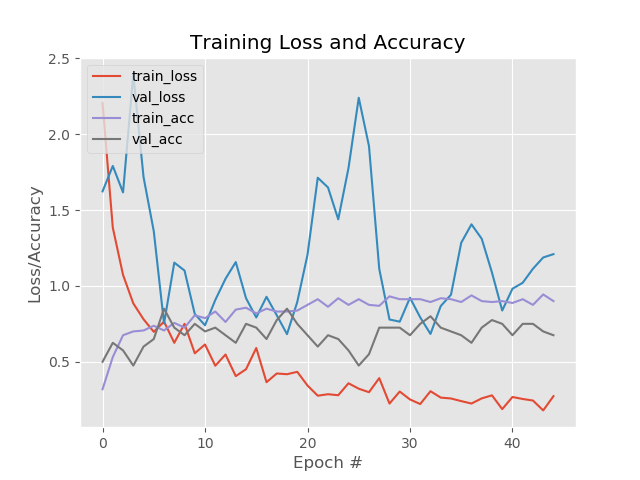 Training Loss and Accuracy
train_loss
val_loss
train_acc
val_acc
Loss/Accuracy
2.5
2.0
1.5
1.0
0.5
0 10 20 30 40
Epoch #